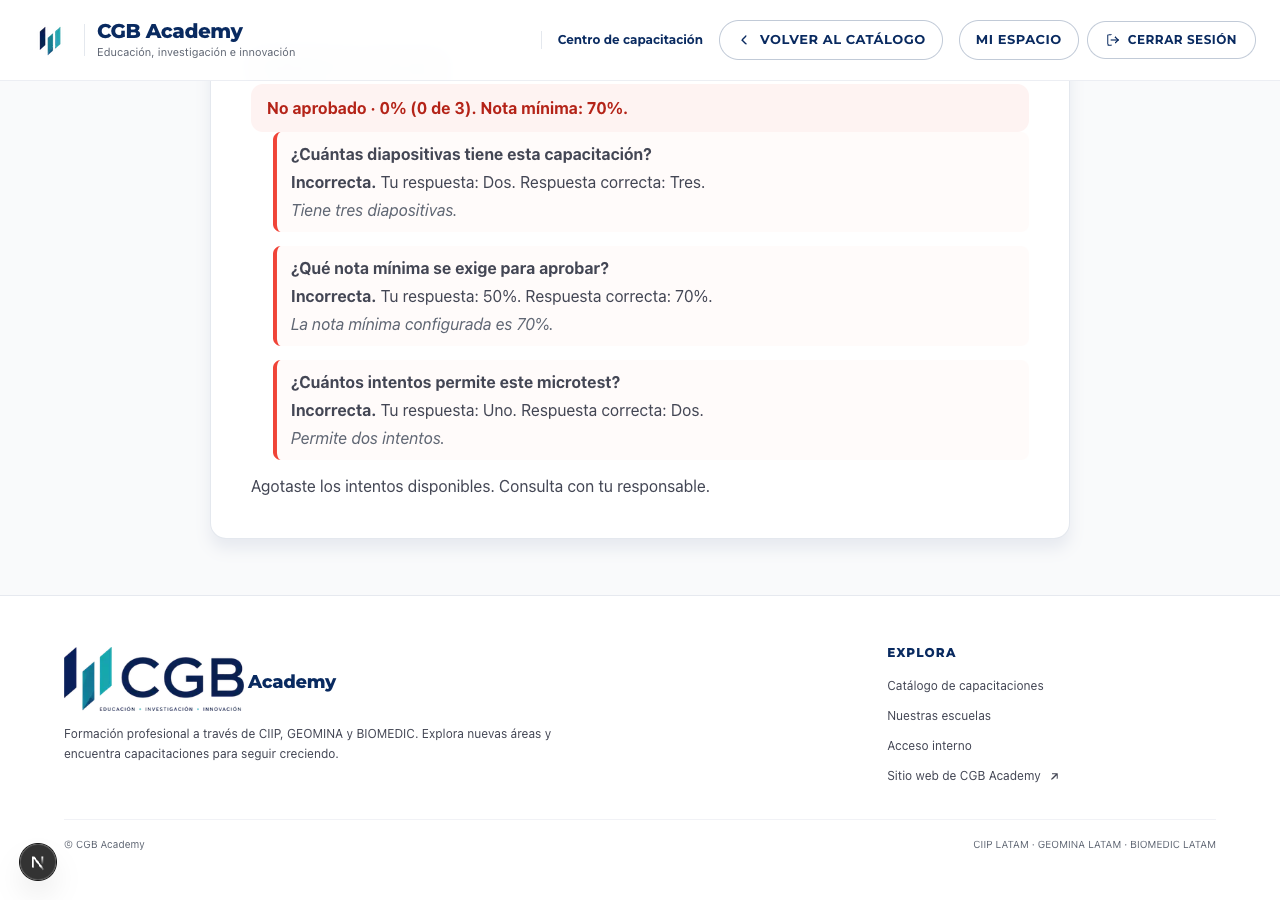 CGB Academy
Educación, investigación e innovación
Centro de capacitación
VOLVER AL CATÁLOGO
MI ESPACIO
CERRAR SESIÓN
No aprobado · 0% (0 de 3). Nota mínima: 70%.
¿Cuántas diapositivas tiene esta capacitación?
Incorrecta. Tu respuesta: Dos. Respuesta correcta: Tres.
Tiene tres diapositivas.
¿Qué nota mínima se exige para aprobar?
Incorrecta. Tu respuesta: 50%. Respuesta correcta: 70%.
La nota mínima configurada es 70%.
¿Cuántos intentos permite este microtest?
Incorrecta. Tu respuesta: Uno. Respuesta correcta: Dos.
Permite dos intentos.
Agotaste los intentos disponibles. Consulta con tu responsable.
CGB Academy
EDUCACIÓN - INVESTIGACIÓN - INNOVACIÓN
Formación profesional a través de CIIP, GEOMINA y BIOMEDIC. Explora nuevas áreas y
encuentra capacitaciones para seguir creciendo.
EXPLORA
Catálogo de capacitaciones
Nuestras escuelas
Acceso interno
Sitio web de CGB Academy
© CGB Academy
CIIP LATAM · GEOMINA LATAM · BIOMEDIC LATAM
N